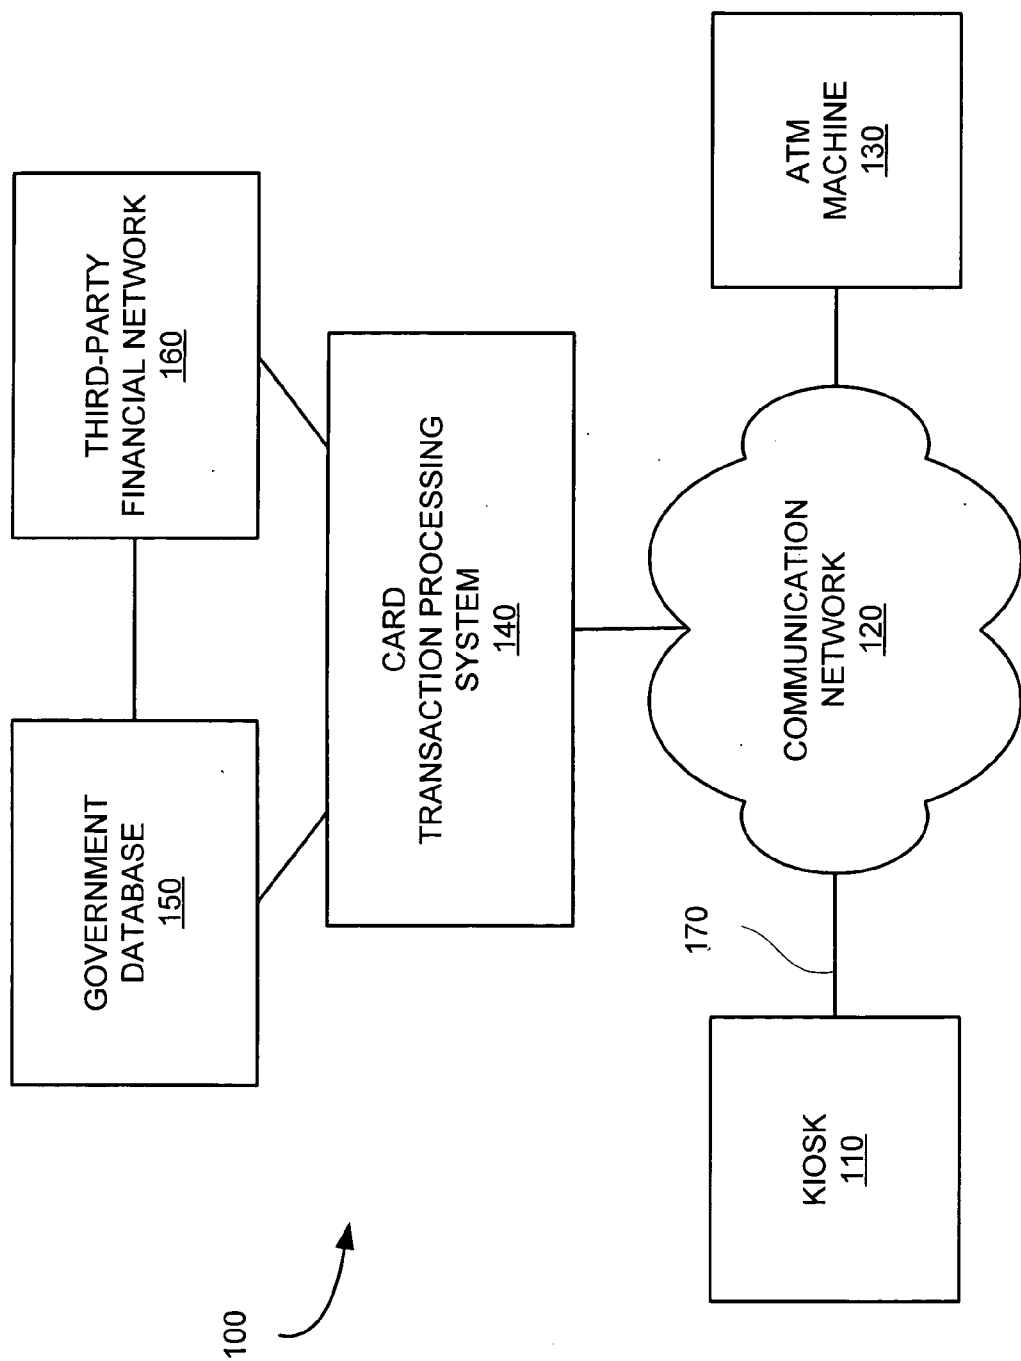 100
GOVERNMENT
DATABASE
150
THIRD-PARTY
FINANCIAL NETWORK
160
CARD
TRANSACTION PROCESSING
SYSTEM
140
170
KIOSK
110
COMMUNICATION
NETWORK
120
ATM
MACHINE
130